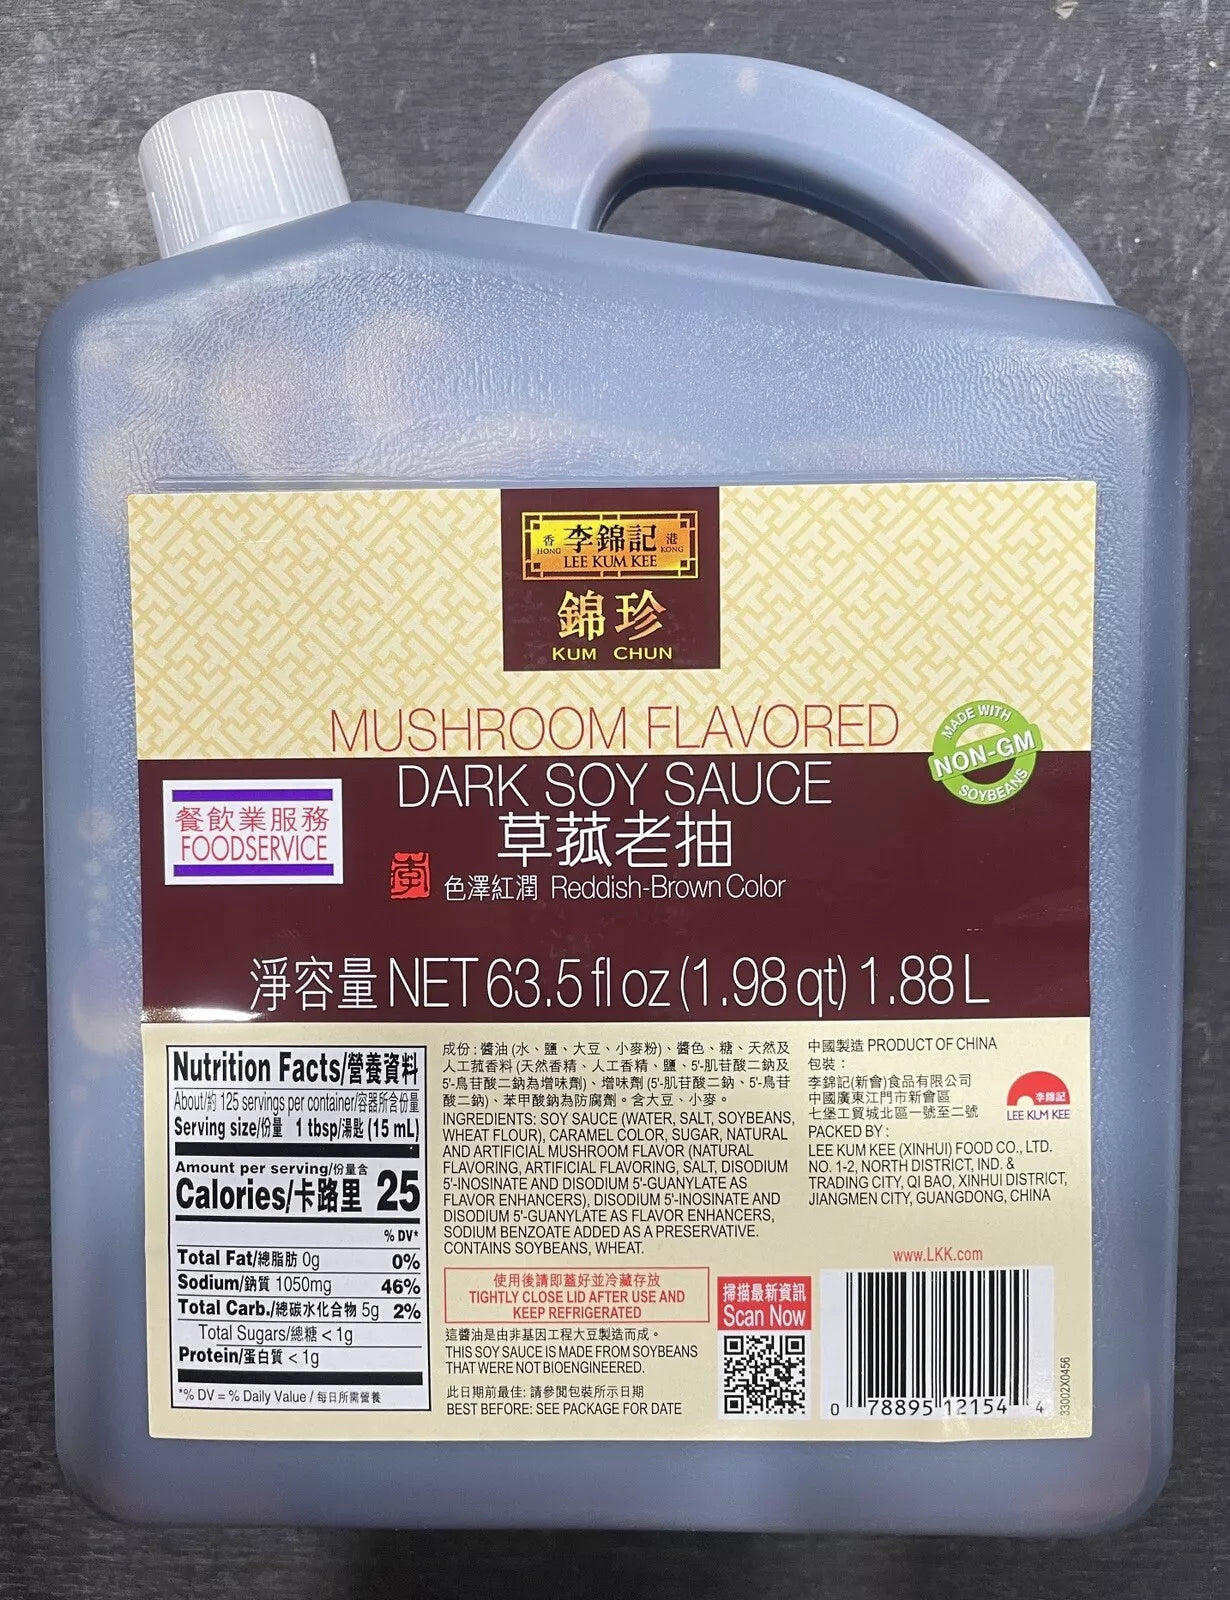 香 李錦記 港
HONG LEE KUM KEE KONG
錦珍
KUM CHUN
MUSHROOM FLAVORED
DARK SOY SAUCE
草菰老抽
李 色澤紅潤 Reddish-Brown Color
MADE WITH
NON-GM
SOYBEANS
餐飲業服務
FOODSERVICE
淨容量 NET 63.5 fl oz (1.98 qt) 1.88 L
Nutrition Facts/營養資料
About/約 125 servings per container/容器所含份量
Serving size/份量 1 tbsp/湯匙 (15 mL)
Amount per serving/份量含
Calories/卡路里 25
% DV*
Total Fat/總脂肪 0g 0%
Sodium/鈉質 1050mg 46%
Total Carb./總碳水化合物 5g 2%
Total Sugars/總糖 < 1g
Protein/蛋白質 < 1g
*% DV = % Daily Value / 每日所需營養
成份 : 醬油 (水、鹽、大豆、小麥粉)、醬色、糖、天然及
人工菰香料 (天然香精、人工香精、鹽、5'-肌苷酸二鈉及
5'-鳥苷酸二鈉為增味劑)、增味劑 (5'-肌苷酸二鈉、5'-鳥苷
酸二鈉)、苯甲酸鈉為防腐劑。含大豆、小麥。
INGREDIENTS: SOY SAUCE (WATER, SALT, SOYBEANS,
WHEAT FLOUR), CARAMEL COLOR, SUGAR, NATURAL
AND ARTIFICIAL MUSHROOM FLAVOR (NATURAL
FLAVORING, ARTIFICIAL FLAVORING, SALT, DISODIUM
5'-INOSINATE AND DISODIUM 5'-GUANYLATE AS
FLAVOR ENHANCERS), DISODIUM 5'-INOSINATE AND
DISODIUM 5'-GUANYLATE AS FLAVOR ENHANCERS,
SODIUM BENZOATE ADDED AS A PRESERVATIVE.
CONTAINS SOYBEANS, WHEAT.
使用後請即蓋好並冷藏存放
TIGHTLY CLOSE LID AFTER USE AND
KEEP REFRIGERATED
這醬油是由非基因工程大豆製造而成。
THIS SOY SAUCE IS MADE FROM SOYBEANS
THAT WERE NOT BIOENGINEERED.
此日期前最佳: 請參閱包裝所示日期
BEST BEFORE: SEE PACKAGE FOR DATE
中國製造 PRODUCT OF CHINA
包裝 :
李錦記(新會)食品有限公司
中國廣東江門市新會區
七堡工貿城北區一號至二號
PACKED BY :
LEE KUM KEE (XINHUI) FOOD CO., LTD.
NO. 1-2, NORTH DISTRICT, IND. &
TRADING CITY, QI BAO, XINHUI DISTRICT,
JIANGMEN CITY, GUANGDONG, CHINA
李錦記
LEE KUM KEE
www.LKK.com
掃描最新資訊
Scan Now
0 78895 12154 4
33002X0456